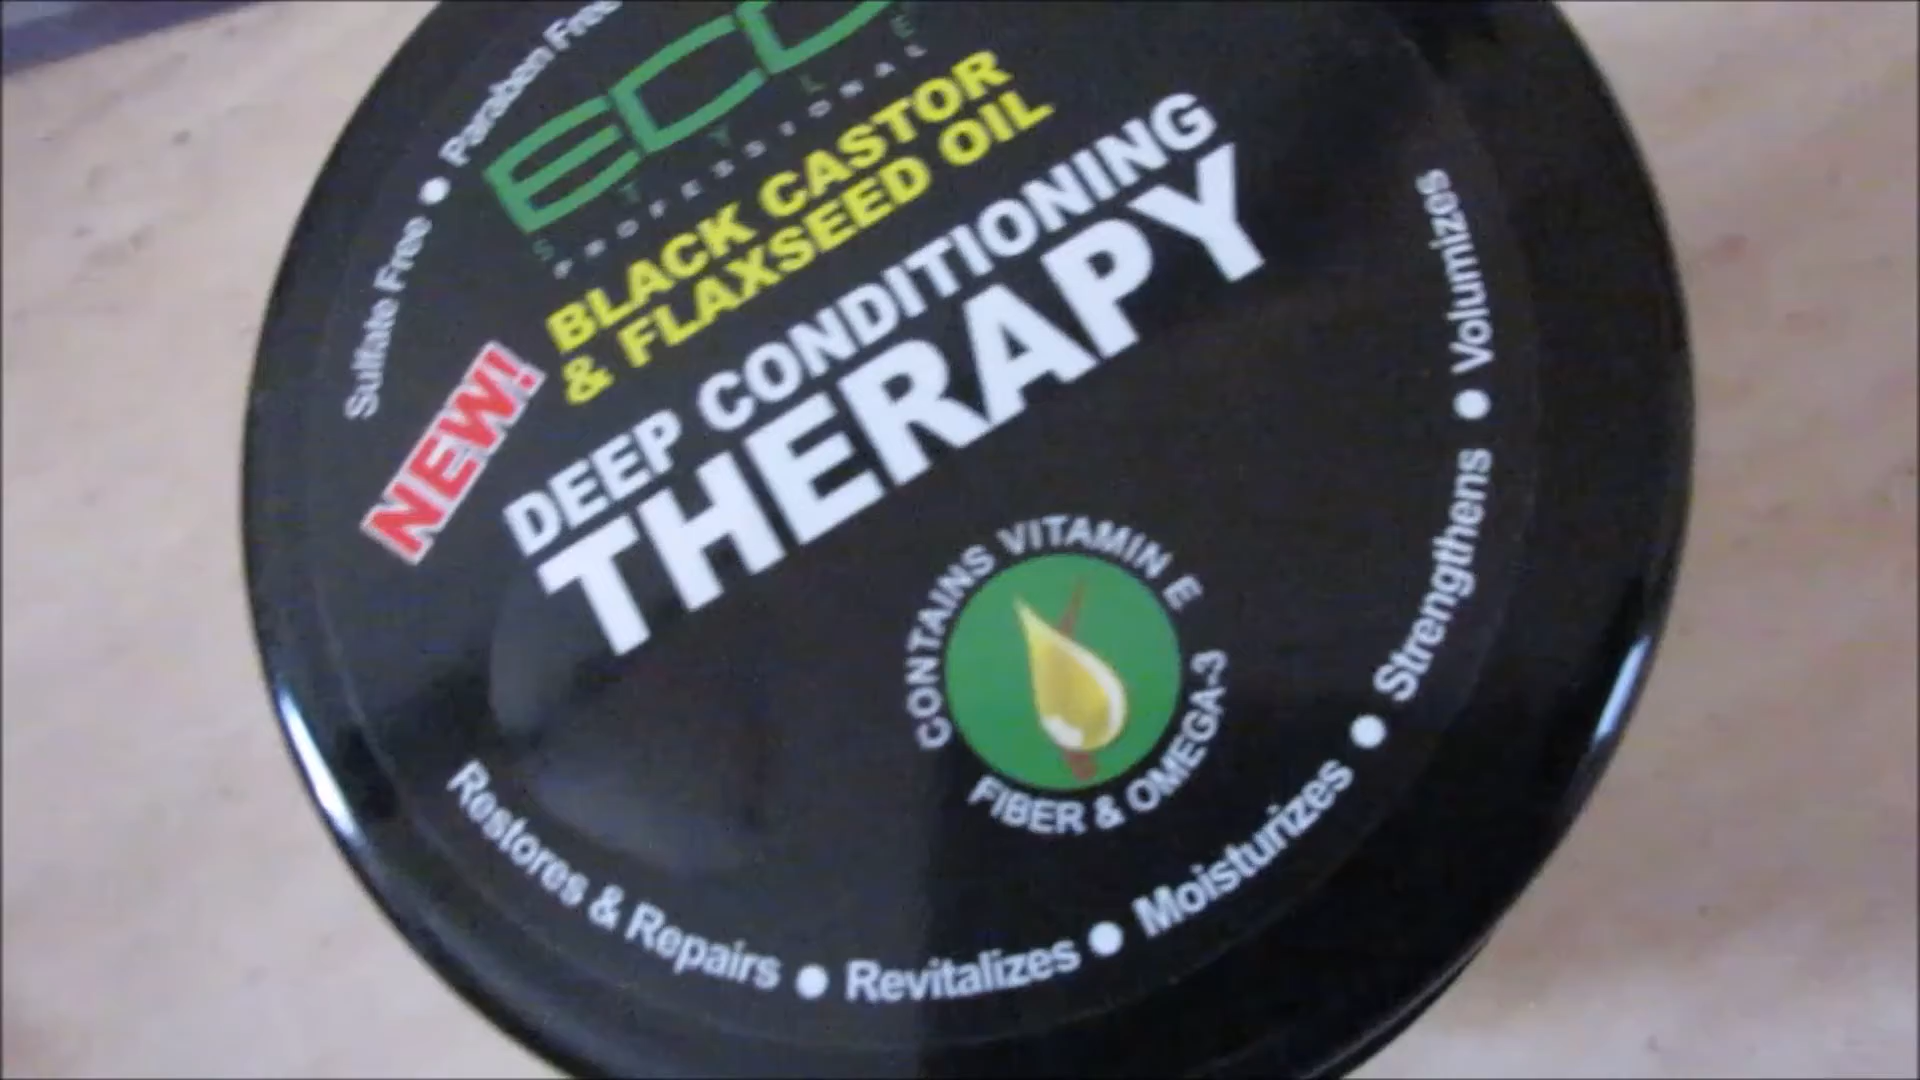 Sulfate Free ● Paraben Free
ECO
STYLE
PROFESSIONAL
BLACK CASTOR
& FLAXSEED OIL
NEW!
DEEP CONDITIONING
THERAPY
CONTAINS VITAMIN E
FIBER & OMEGA-3
Restores & Repairs ● Revitalizes ● Moisturizes ● Strengthens ● Volumizes